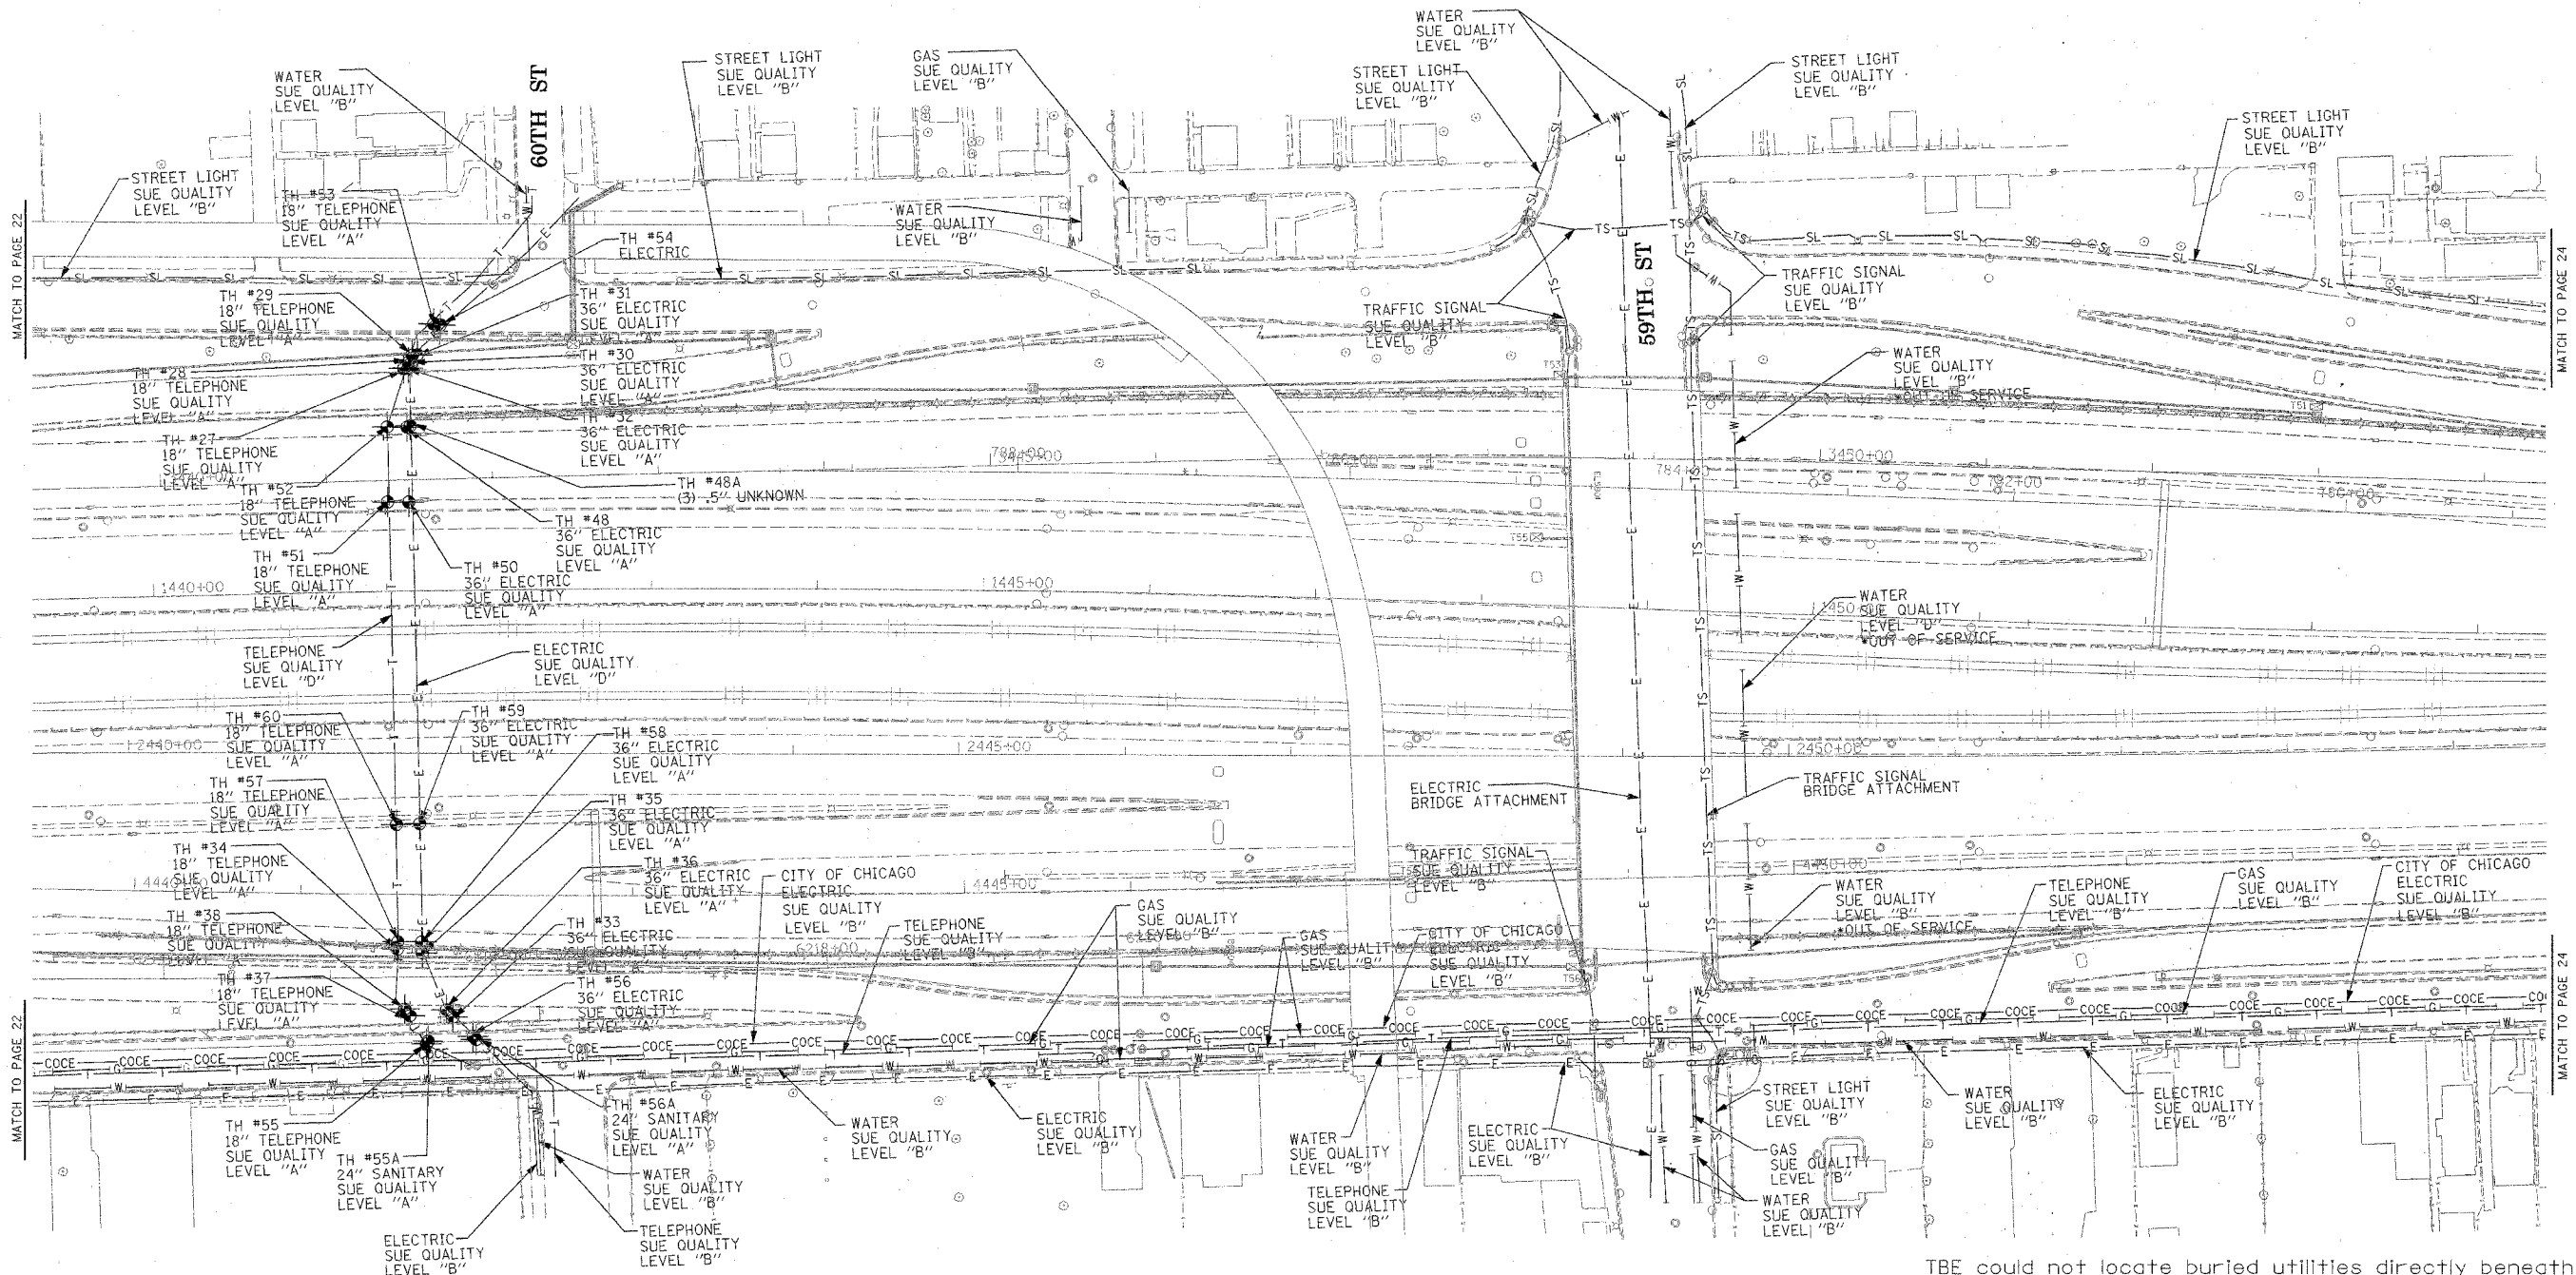 WATER
SUE QUALITY
LEVEL "B"
60TH ST
STREET LIGHT
SUE QUALITY
LEVEL "B"
GAS
SUE QUALITY
LEVEL "B"
WATER
SUE QUALITY
LEVEL "B"
STREET LIGHT
SUE QUALITY
LEVEL "B"
STREET LIGHT
SUE QUALITY
LEVEL "B"
STREET LIGHT
SUE QUALITY
LEVEL "B"
STREET LIGHT
SUE QUALITY
LEVEL "B"
MATCH TO PAGE 22
TH #53
18" TELEPHONE
SUE QUALITY
LEVEL "A"
TH #54
ELECTRIC
WATER
SUE QUALITY
LEVEL "B"
59TH ST
TRAFFIC SIGNAL
SUE QUALITY
LEVEL "B"
TRAFFIC SIGNAL
SUE QUALITY
LEVEL "B"
MATCH TO PAGE 24
TH #29
18" TELEPHONE
SUE QUALITY
LEVEL "A"
TH #31
36" ELECTRIC
SUE QUALITY
LEVEL "A"
TH #28
18" TELEPHONE
SUE QUALITY
LEVEL "A"
TH #30
36" ELECTRIC
SUE QUALITY
LEVEL "A"
TH #32
36" ELECTRIC
SUE QUALITY
LEVEL "A"
TH #27
18" TELEPHONE
SUE QUALITY
LEVEL "A"
WATER
SUE QUALITY
LEVEL "B"
*OUT OF SERVICE
TH #52
18" TELEPHONE
SUE QUALITY
LEVEL "A"
TH #48A
(3) .5" UNKNOWN
TH #48
36" ELECTRIC
SUE QUALITY
LEVEL "A"
TH #51
18" TELEPHONE
SUE QUALITY
LEVEL "A"
TH #50
36" ELECTRIC
SUE QUALITY
LEVEL "A"
3450+00
782+00
1440+00
1445+00
WATER
SUE QUALITY
LEVEL "D"
*OUT OF SERVICE
TELEPHONE
SUE QUALITY
LEVEL "D"
ELECTRIC
SUE QUALITY
LEVEL "D"
TH #60
18" TELEPHONE
SUE QUALITY
LEVEL "A"
TH #59
36" ELECTRIC
SUE QUALITY
LEVEL "A"
TH #58
36" ELECTRIC
SUE QUALITY
LEVEL "A"
2440+00
2445+00
2450+00
TH #57
18" TELEPHONE
SUE QUALITY
LEVEL "A"
TH #35
36" ELECTRIC
SUE QUALITY
LEVEL "A"
ELECTRIC
BRIDGE ATTACHMENT
TRAFFIC SIGNAL
BRIDGE ATTACHMENT
TH #34
18" TELEPHONE
SUE QUALITY
LEVEL "A"
TH #36
36" ELECTRIC
SUE QUALITY
LEVEL "A"
CITY OF CHICAGO
ELECTRIC
SUE QUALITY
LEVEL "B"
4445+00
TRAFFIC SIGNAL
SUE QUALITY
LEVEL "B"
WATER
SUE QUALITY
LEVEL "B"
*OUT OF SERVICE
TELEPHONE
SUE QUALITY
LEVEL "B"
GAS
SUE QUALITY
LEVEL "B"
CITY OF CHICAGO
ELECTRIC
SUE QUALITY
LEVEL "B"
TH #38
18" TELEPHONE
SUE QUALITY
TH #33
36" ELECTRIC
SUE QUALITY
LEVEL "A"
TELEPHONE
SUE QUALITY
LEVEL "B"
GAS
SUE QUALITY
LEVEL "B"
GAS
SUE QUALITY
LEVEL "B"
CITY OF CHICAGO
ELECTRIC
SUE QUALITY
LEVEL "B"
TH #37
18" TELEPHONE
SUE QUALITY
LEVEL "A"
TH #56
36" ELECTRIC
SUE QUALITY
LEVEL "A"
MATCH TO PAGE 22
MATCH TO PAGE 24
TH #55
18" TELEPHONE
SUE QUALITY
LEVEL "A"
TH #55A
24" SANITARY
SUE QUALITY
LEVEL "A"
TH #56A
24" SANITARY
SUE QUALITY
LEVEL "A"
WATER
SUE QUALITY
LEVEL "B"
ELECTRIC
SUE QUALITY
LEVEL "B"
WATER
SUE QUALITY
LEVEL "B"
ELECTRIC
SUE QUALITY
LEVEL "B"
STREET LIGHT
SUE QUALITY
LEVEL "B"
WATER
SUE QUALITY
LEVEL "B"
ELECTRIC
SUE QUALITY
LEVEL "B"
WATER
SUE QUALITY
LEVEL "B"
TELEPHONE
SUE QUALITY
LEVEL "B"
GAS
SUE QUALITY
LEVEL "B"
WATER
SUE QUALITY
LEVEL "B"
ELECTRIC
SUE QUALITY
LEVEL "B"
TELEPHONE
SUE QUALITY
LEVEL "B"
TBE could not locate buried utilities directly beneath